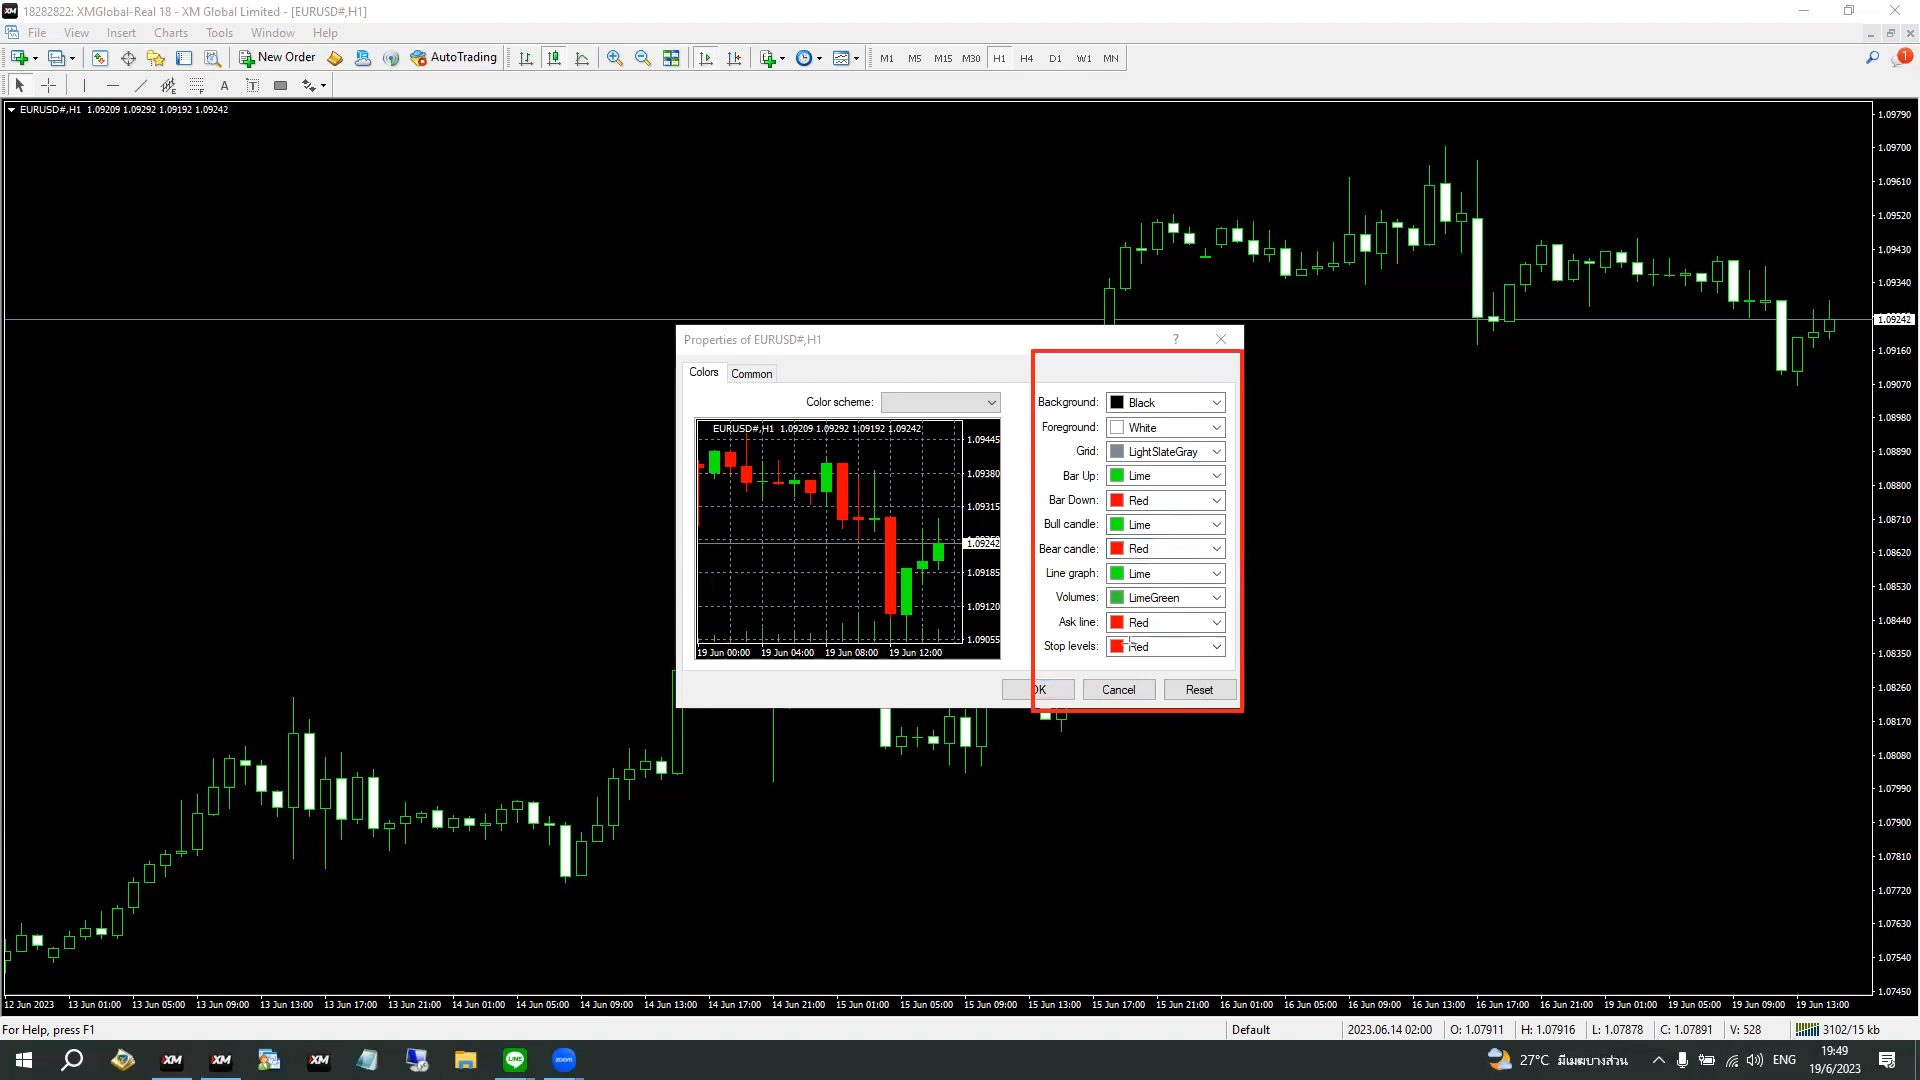 18282822: XMGlobal-Real 18 - XM Global Limited - [EURUSD#,H1]
File View Insert Charts Tools Window Help
New Order AutoTrading M1 M5 M15 M30 H1 H4 D1 W1 MN 1
A T
EURUSD#,H1 1.09209 1.09292 1.09192 1.09242
1.09790
1.09700
1.09610
1.09520
1.09430
1.09340
1.09242
1.09160
1.09070
1.08980
1.08890
1.08800
1.08710
1.08620
1.08530
1.08440
1.08350
1.08260
1.08170
1.08080
1.07990
1.07900
1.07810
1.07720
1.07630
1.07540
1.07450
Properties of EURUSD#,H1 ?
Colors Common
Color scheme:
EURUSD#,H1 1.09209 1.09292 1.09192 1.09242
1.09445
1.09380
1.09315
1.09242
1.09185
1.09120
1.09055
19 Jun 00:00 19 Jun 04:00 19 Jun 08:00 19 Jun 12:00
Background: Black
Foreground: White
Grid: LightSlateGray
Bar Up: Lime
Bar Down: Red
Bull candle: Lime
Bear candle: Red
Line graph: Lime
Volumes: LimeGreen
Ask line: Red
Stop levels: Red
OK Cancel Reset
12 Jun 2023 13 Jun 01:00 13 Jun 05:00 13 Jun 09:00 13 Jun 13:00 13 Jun 17:00 13 Jun 21:00 14 Jun 01:00 14 Jun 05:00 14 Jun 09:00 14 Jun 13:00 14 Jun 17:00 14 Jun 21:00 15 Jun 01:00 15 Jun 05:00 15 Jun 09:00 15 Jun 13:00 15 Jun 17:00 15 Jun 21:00 16 Jun 01:00 16 Jun 05:00 16 Jun 09:00 16 Jun 13:00 16 Jun 17:00 16 Jun 21:00 19 Jun 01:00 19 Jun 05:00 19 Jun 09:00 19 Jun 13:00
For Help, press F1 Default 2023.06.14 02:00 O: 1.07911 H: 1.07916 L: 1.07878 C: 1.07891 V: 528 3102/15 kb
XM XM XM LINE zoom 27°C มีเมฆบางส่วน ENG 19:49
19/6/2023